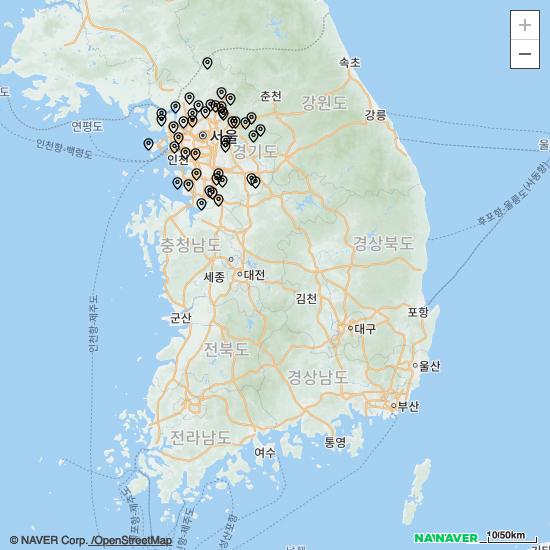 +
−
속초
춘천
강원도
연평도
강릉
서울
인천항-백령도
인천
경기도
울
후포항-울릉도(사동항)
충청남도
경상북도
세종
대전
김천
인천항-제주도
군산
포항
대구
전북도
울산
경상남도
부산
전라남도
통영
여수
© NAVER Corp. /OpenStreetMap
NAVER
10/50km